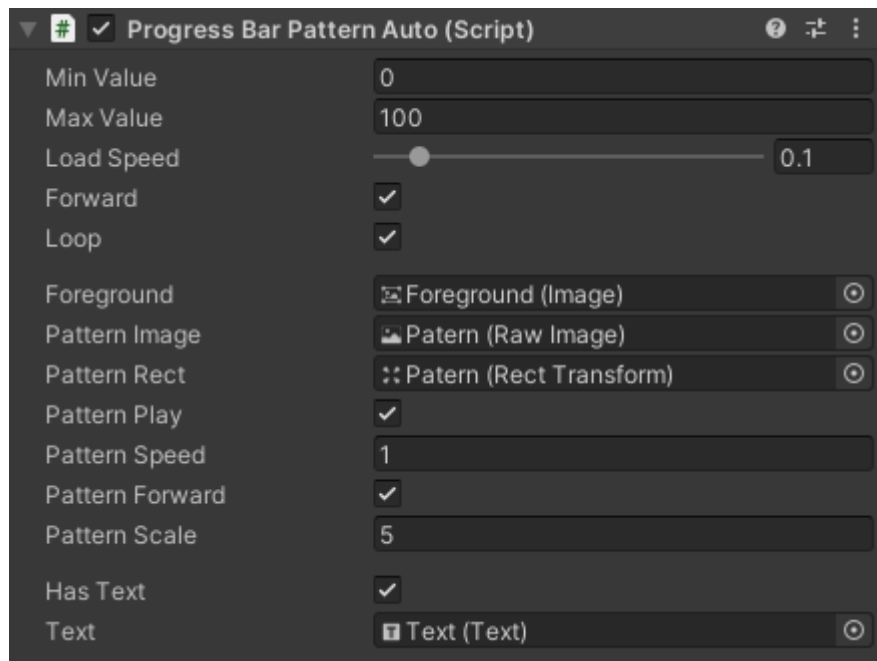 # Progress Bar Pattern Auto (Script)
Min Value 0
Max Value 100
Load Speed 0.1
Forward
Loop
Foreground Foreground (Image)
Pattern Image Patern (Raw Image)
Pattern Rect Patern (Rect Transform)
Pattern Play
Pattern Speed 1
Pattern Forward
Pattern Scale 5
Has Text
Text T Text (Text)